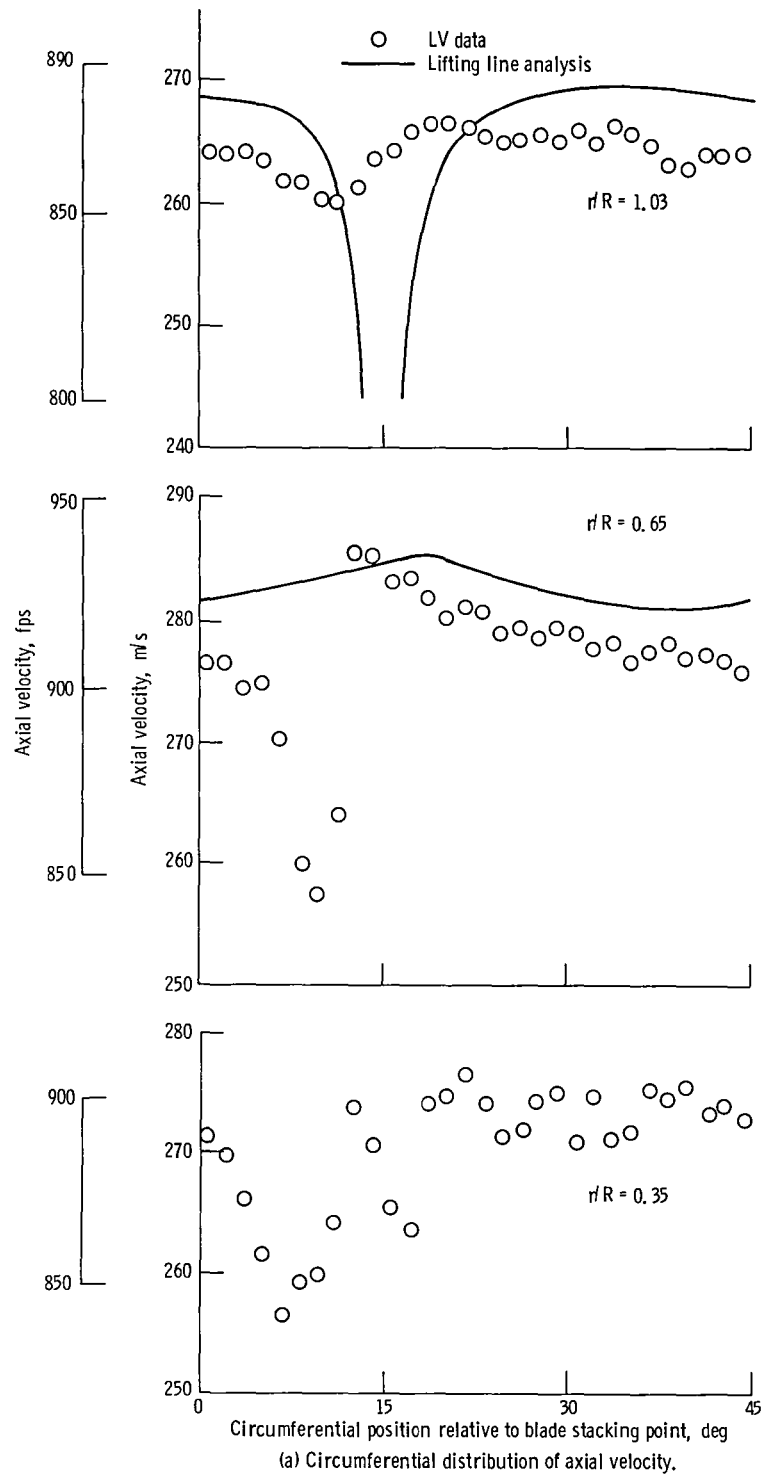 LV data
Lifting line analysis
890
850
800
270
260
250
240
r/R = 1.03
950
900
850
290
280
270
260
250
r/R = 0.65
Axial velocity, fps
Axial velocity, m/s
900
850
280
270
260
250
r/R = 0.35
0
15
30
45
Circumferential position relative to blade stacking point, deg
(a) Circumferential distribution of axial velocity.